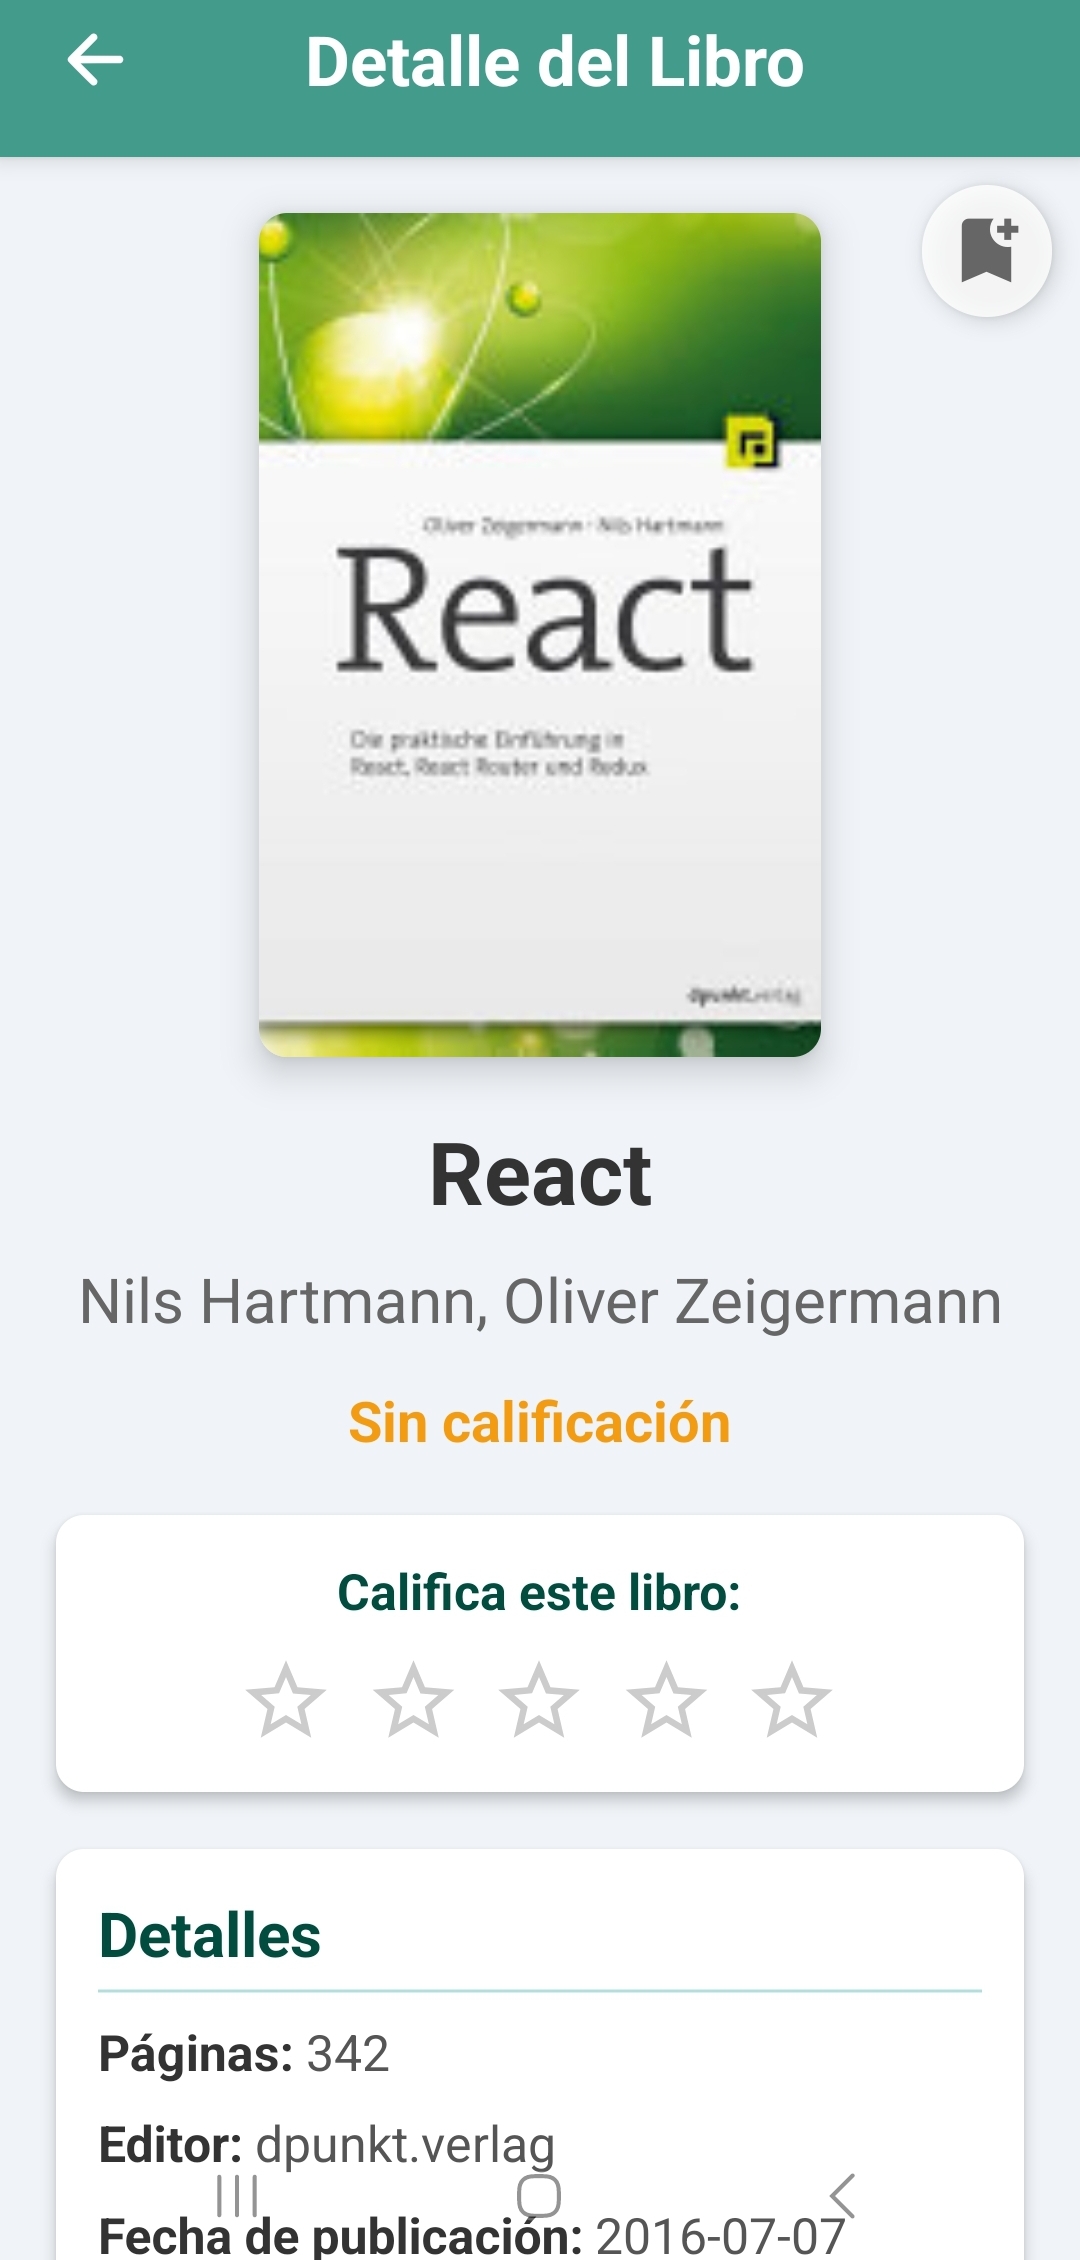 Detalle del Libro
Oliver Zeigermann · Nils Hartmann
React
Die praktische Einführung in
React, React Router und Redux
dpunkt.verlag
React
Nils Hartmann, Oliver Zeigermann
Sin calificación
Califica este libro:
Detalles
Páginas: 342
Editor: dpunkt.verlag
Fecha de publicación: 2016-07-07